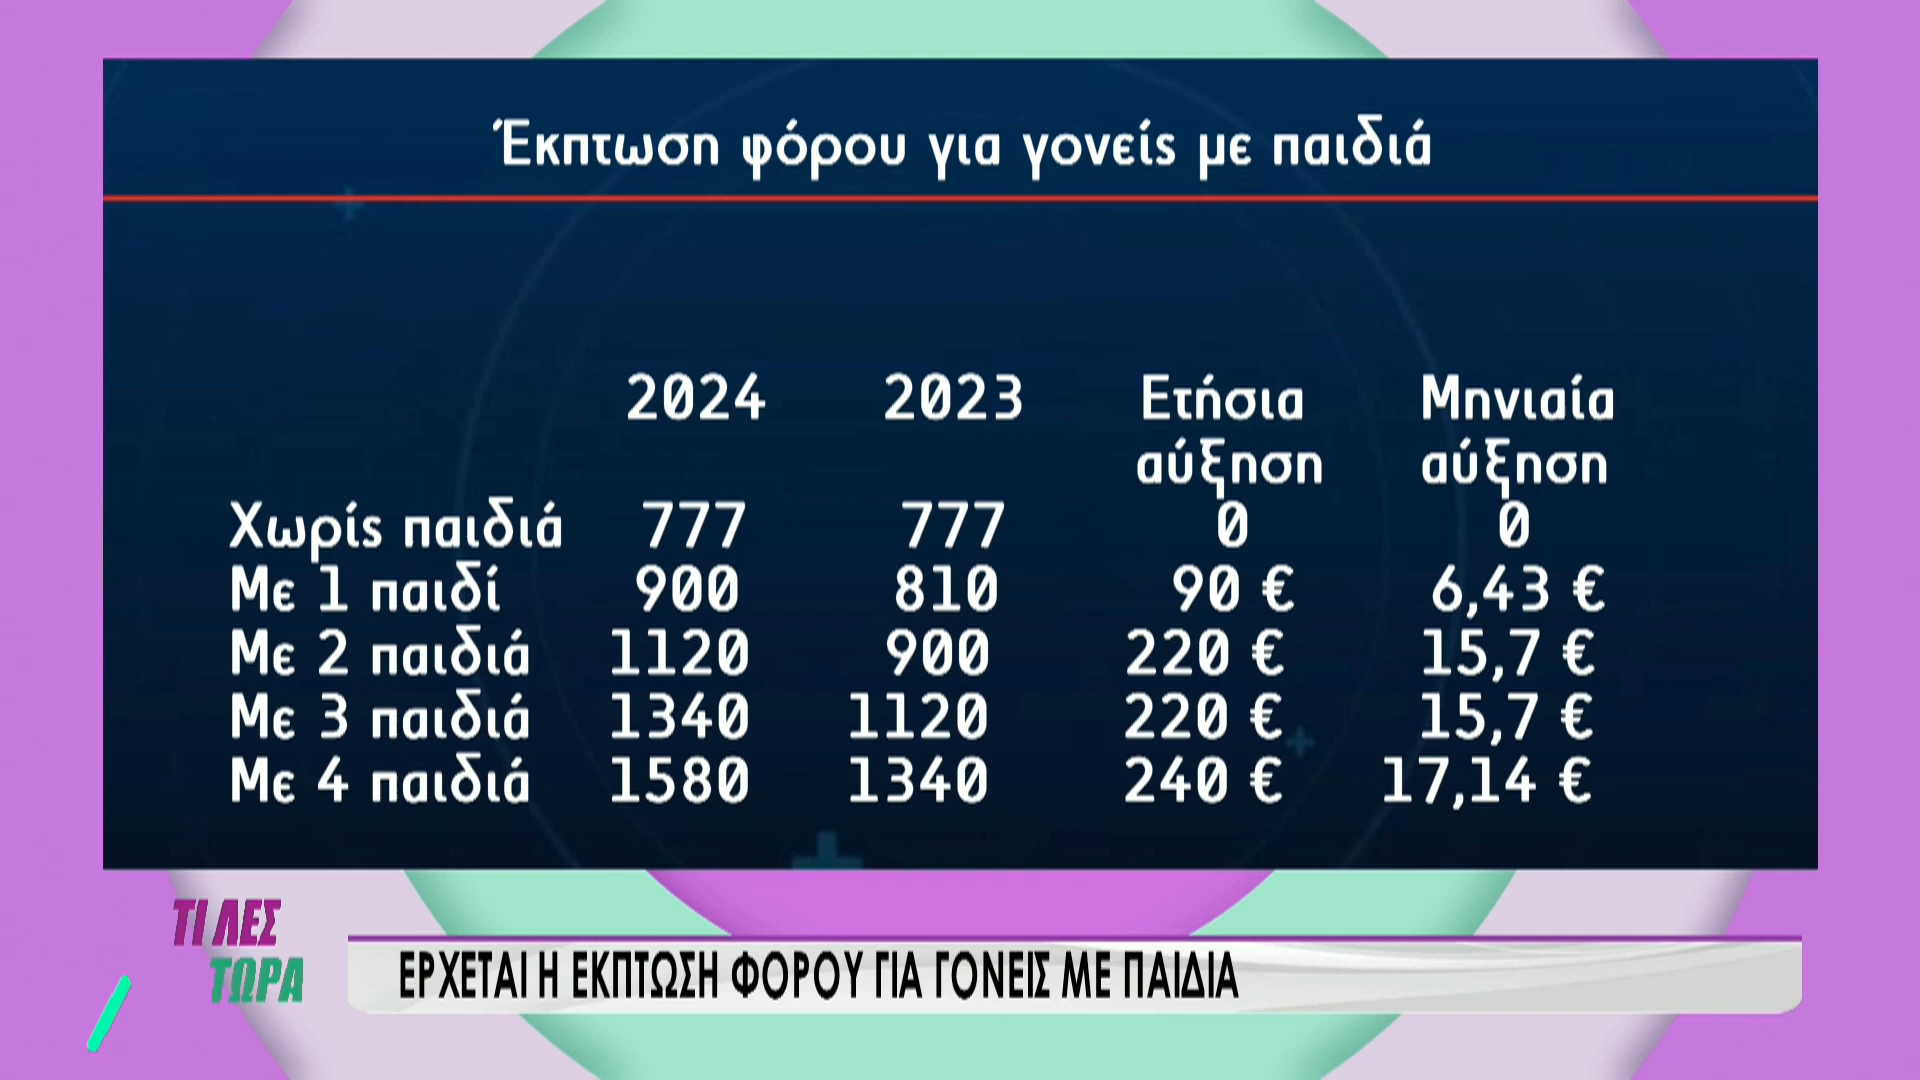 Έκπτωση φόρου για γονείς με παιδιά
2024 2023 Ετήσια αύξηση Μηνιαία αύξηση
Χωρίς παιδιά 777 777 0 0
Με 1 παιδί 900 810 90 € 6,43 €
Με 2 παιδιά 1120 900 220 € 15,7 €
Με 3 παιδιά 1340 1120 220 € 15,7 €
Με 4 παιδιά 1580 1340 240 € 17,14 €
ΤΙ ΛΕΣ
ΤΩΡΑ
ΕΡΧΕΤΑΙ Η ΕΚΠΤΩΣΗ ΦΟΡΟΥ ΓΙΑ ΓΟΝΕΙΣ ΜΕ ΠΑΙΔΙΑ